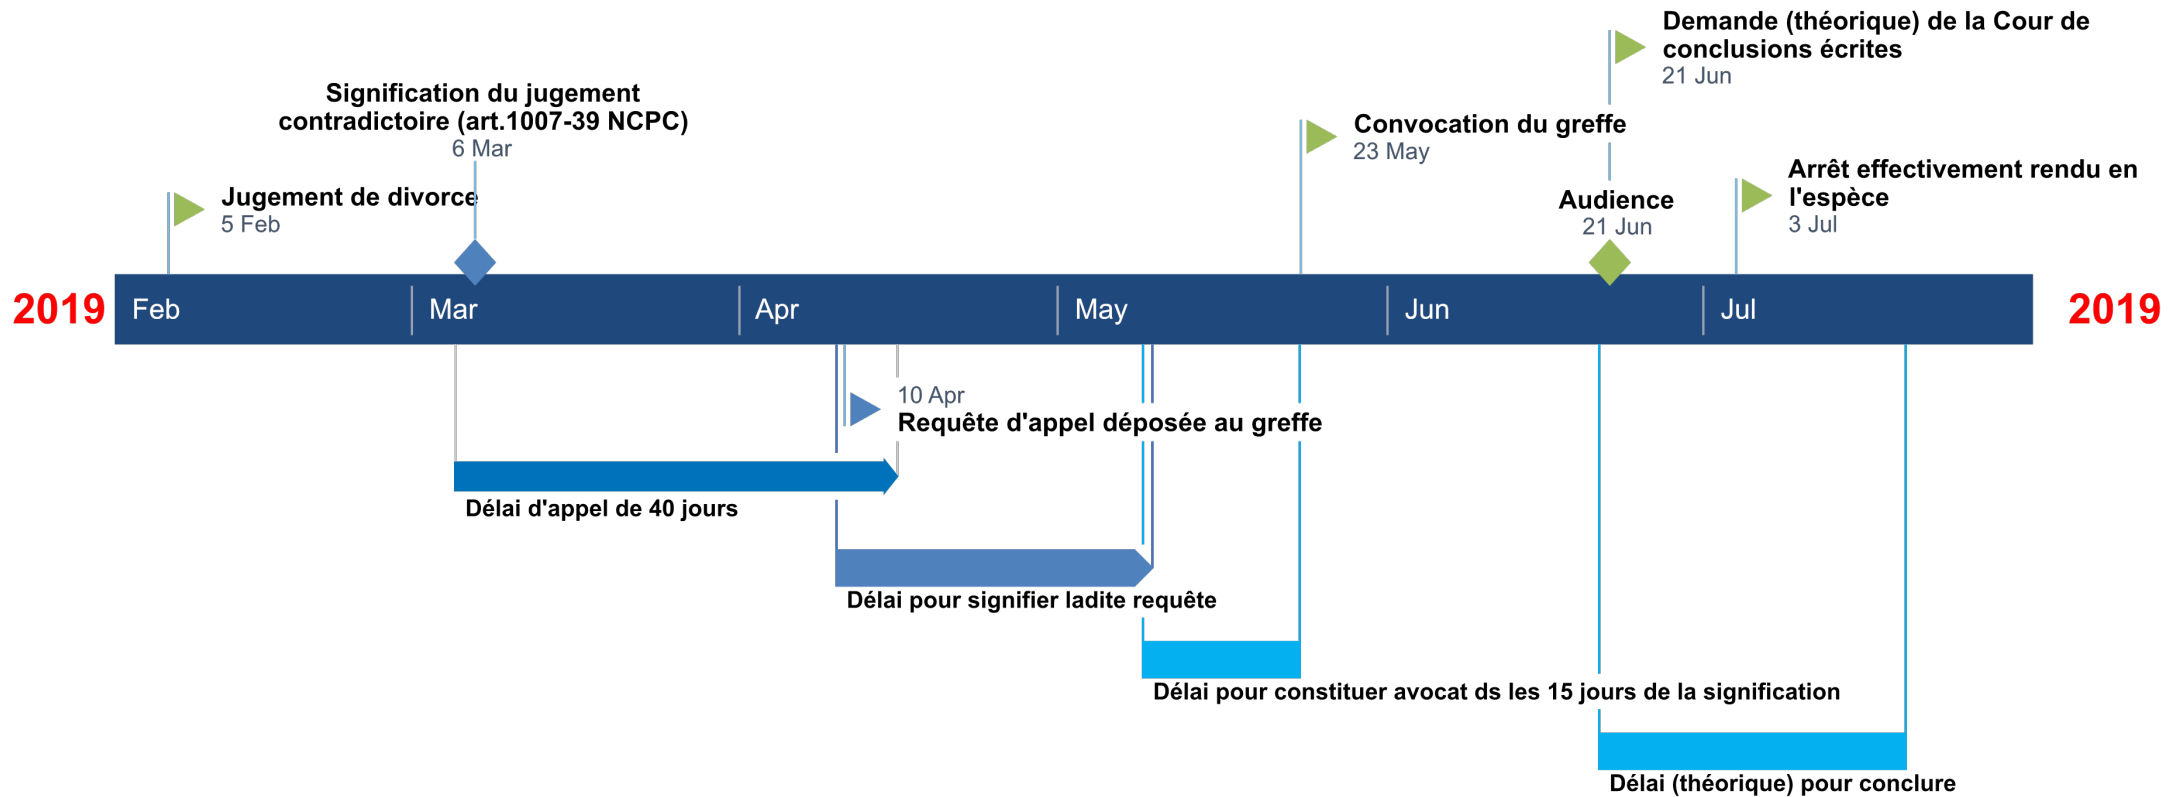 Demande (théorique) de la Cour de
conclusions écrites
21 Jun
Signification du jugement
contradictoire (art.1007-39 NCPC)
6 Mar
Convocation du greffe
23 May
Arrêt effectivement rendu en
l'espèce
3 Jul
Jugement de divorce
5 Feb
Audience
21 Jun
2019 Feb Mar Apr May Jun Jul 2019
10 Apr
Requête d'appel déposée au greffe
Délai d'appel de 40 jours
Délai pour signifier ladite requête
Délai pour constituer avocat ds les 15 jours de la signification
Délai (théorique) pour conclure